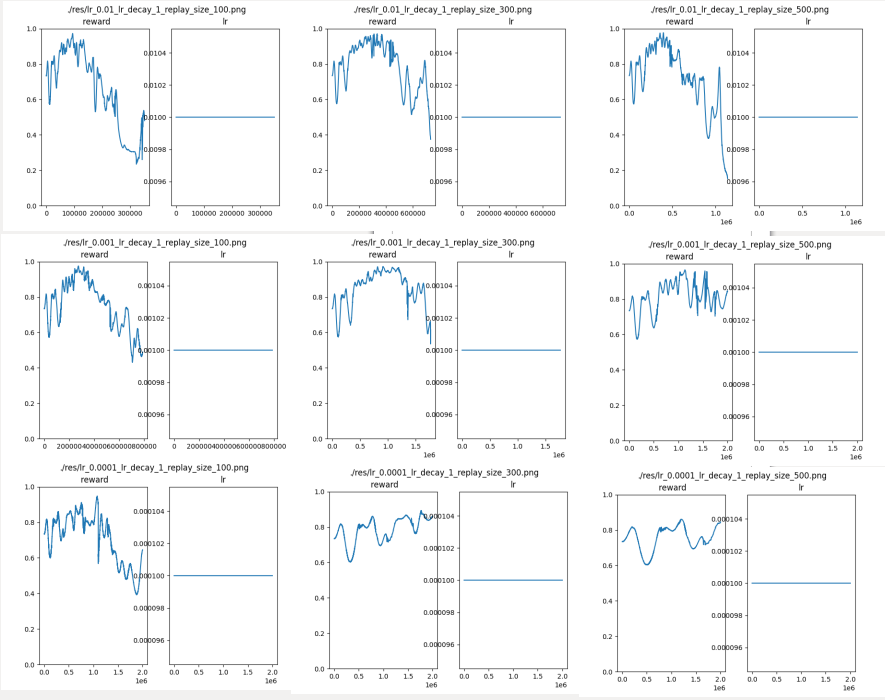 ./res/lr_0.01_lr_decay_1_replay_size_100.png
reward lr
1.0
0.8
0.6
0.4
0.2
0.0
0 100000 200000 300000
0.0104
0.0102
0.0100
0.0098
0.0096
0 100000 200000 300000
./res/lr_0.01_lr_decay_1_replay_size_300.png
reward lr
1.0
0.8
0.6
0.4
0.2
0.0
0 200000 400000 600000
0.0104
0.0102
0.0100
0.0098
0.0096
0 200000 400000 600000
./res/lr_0.01_lr_decay_1_replay_size_500.png
reward lr
1.0
0.8
0.6
0.4
0.2
0.0
0.0 0.5 1.0
1e6
0.0104
0.0102
0.0100
0.0098
0.0096
0.0 0.5 1.0
1e6
./res/lr_0.001_lr_decay_1_replay_size_100.png
reward lr
1.0
0.8
0.6
0.4
0.2
0.0
0 200000 400000 600000 800000
0.00104
0.00102
0.00100
0.00098
0.00096
0 200000 400000 600000 800000
./res/lr_0.001_lr_decay_1_replay_size_300.png
reward lr
1.0
0.8
0.6
0.4
0.2
0.0
0.0 0.5 1.0 1.5
1e6
0.00104
0.00102
0.00100
0.00098
0.00096
0.0 0.5 1.0 1.5
1e6
./res/lr_0.001_lr_decay_1_replay_size_500.png
reward lr
1.0
0.8
0.6
0.4
0.2
0.0
0.0 0.5 1.0 1.5 2.0
1e6
0.00104
0.00102
0.00100
0.00098
0.00096
0.0 0.5 1.0 1.5 2.0
1e6
./res/lr_0.0001_lr_decay_1_replay_size_100.png
reward lr
1.0
0.8
0.6
0.4
0.2
0.0
0.0 0.5 1.0 1.5 2.0
1e6
0.000104
0.000102
0.000100
0.000098
0.000096
0.0 0.5 1.0 1.5 2.0
1e6
./res/lr_0.0001_lr_decay_1_replay_size_300.png
reward lr
1.0
0.8
0.6
0.4
0.2
0.0
0.0 0.5 1.0 1.5 2.0
1e6
0.000104
0.000102
0.000100
0.000098
0.000096
0.0 0.5 1.0 1.5 2.0
1e6
./res/lr_0.0001_lr_decay_1_replay_size_500.png
reward lr
1.0
0.8
0.6
0.4
0.2
0.0
0.0 0.5 1.0 1.5 2.0
1e6
0.000104
0.000102
0.000100
0.000098
0.000096
0.0 0.5 1.0 1.5 2.0
1e6